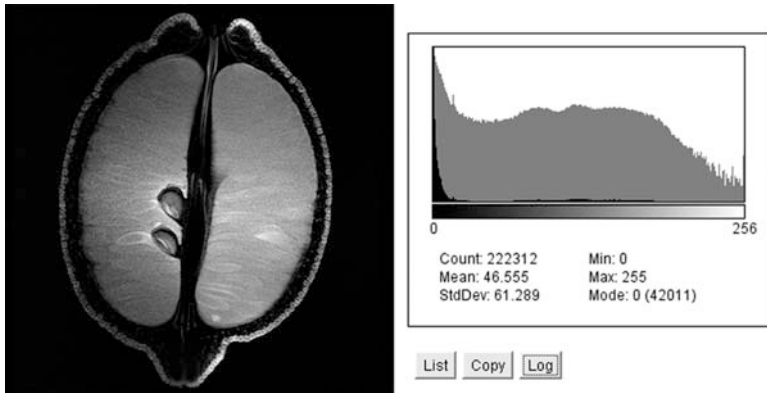 0 256
Count: 222312 Min: 0
Mean: 46.555 Max: 255
StdDev: 61.289 Mode: 0 (42011)
List Copy Log